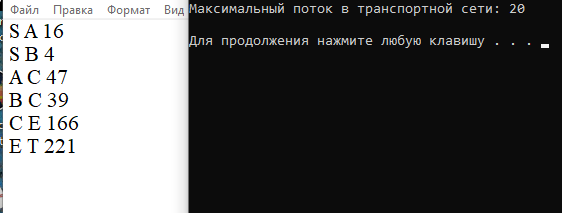 Файл Правка Формат Вид
S A 16
S B 4
A C 47
B C 39
C E 166
E T 221
Максимальный поток в транспортной сети: 20
Для продолжения нажмите любую клавишу . . .